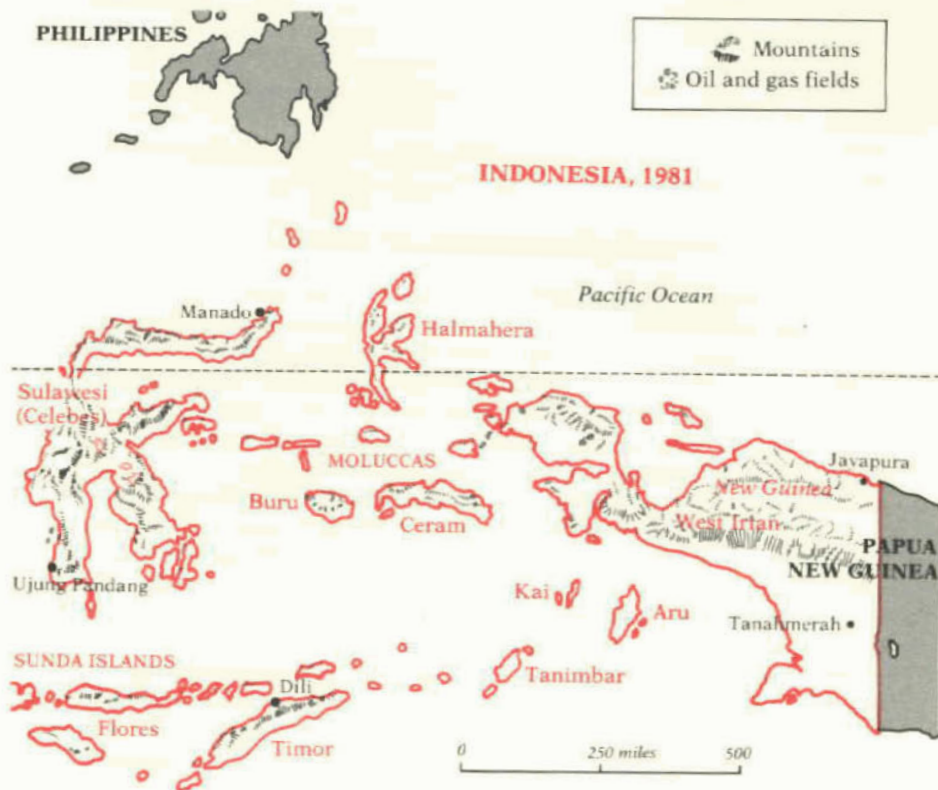 PHILIPPINES
Mountains
Oil and gas fields
INDONESIA, 1981
Pacific Ocean
Manado
Halmahera
Sulawesi
(Celebes)
MOLUCCAS
Javapura
New Guinea
Buru
Ceram
West Irian
PAPUA
NEW GUINEA
Ujung Pandang
Kai
Aru
Tanahmerah
SUNDA ISLANDS
Dili
Tanimbar
Flores
Timor
0
250 miles
500